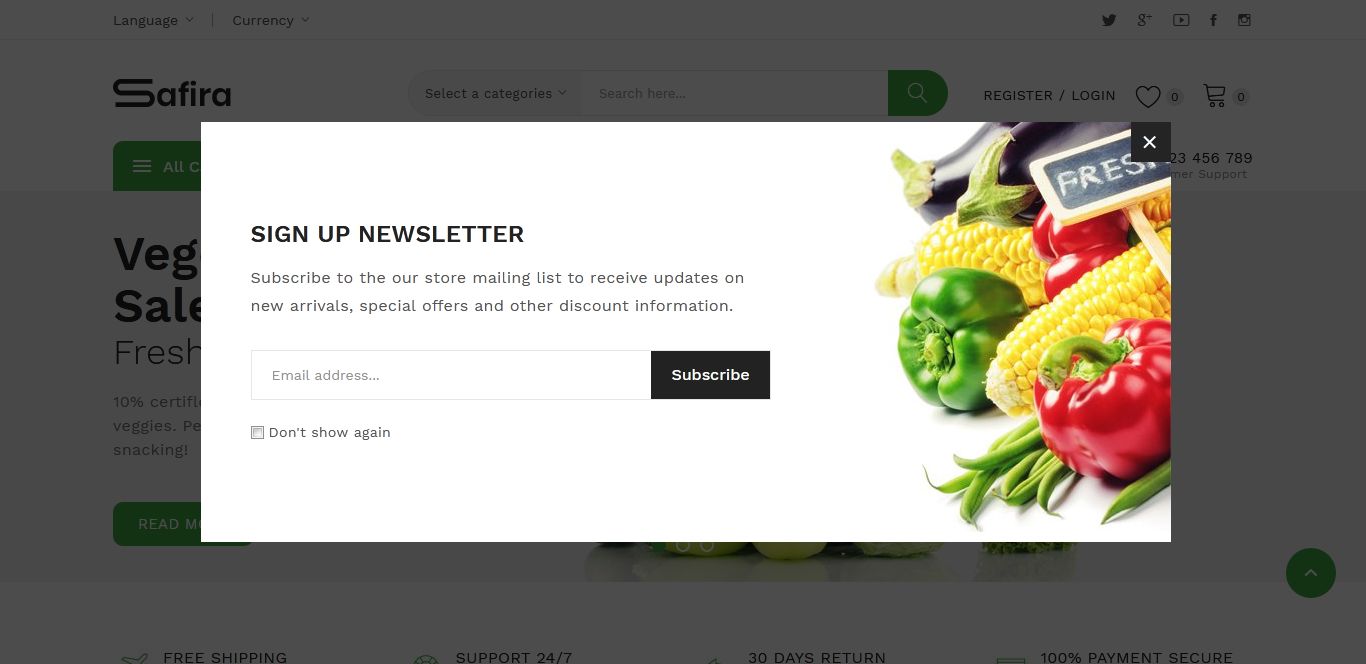 Language
Currency
Safira
Select a categories
Search here...
REGISTER / LOGIN
0
0
All C
23 456 789
mer Support
SIGN UP NEWSLETTER
Subscribe to the our store mailing list to receive updates on
new arrivals, special offers and other discount information.
Email address...
Subscribe
Don't show again
FRES
Veg
Sale
Fresh
10% certifi
veggies. Pe
snacking!
READ M
FREE SHIPPING
SUPPORT 24/7
30 DAYS RETURN
100% PAYMENT SECURE